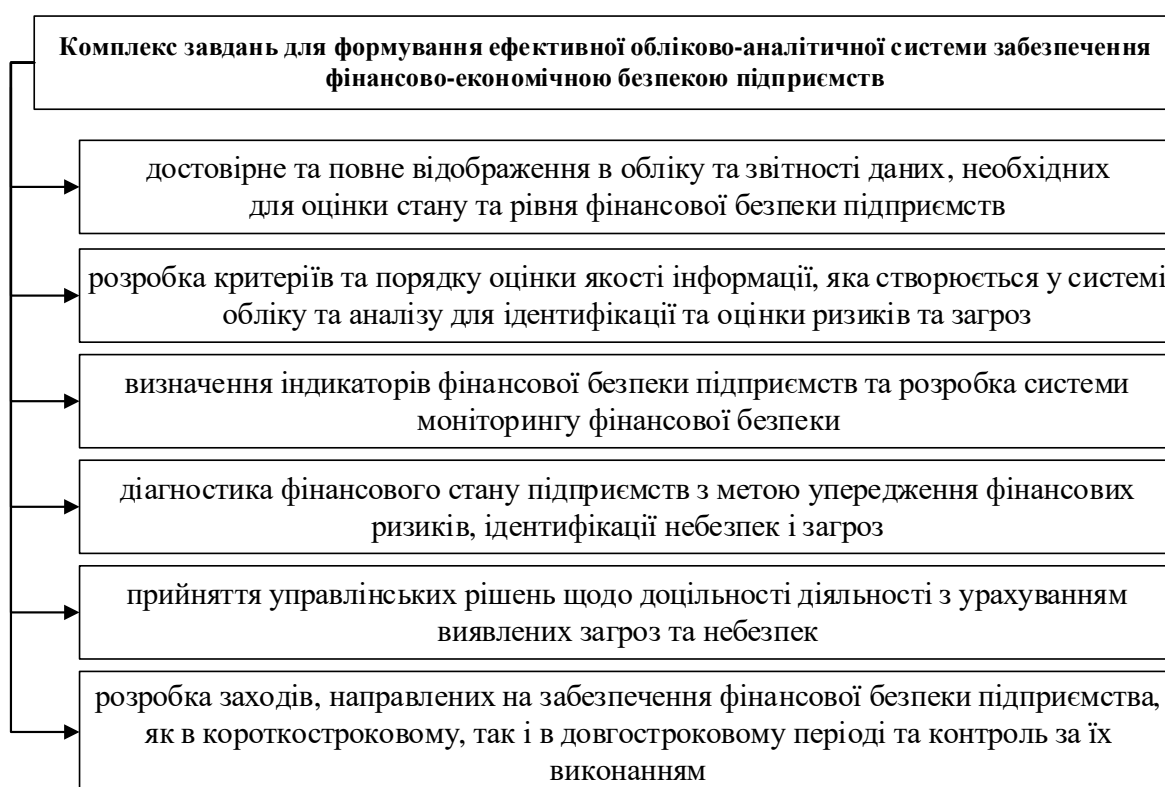 Комплекс завдань для формування ефективної обліково-аналітичної системи забезпечення
фінансово-економічною безпекою підприємств
достовірне та повне відображення в обліку та звітності даних, необхідних
для оцінки стану та рівня фінансової безпеки підприємств
розробка критеріїв та порядку оцінки якості інформації, яка створюється у системі
обліку та аналізу для ідентифікації та оцінки ризиків та загроз
визначення індикаторів фінансової безпеки підприємств та розробка системи
моніторингу фінансової безпеки
діагностика фінансового стану підприємств з метою упередження фінансових
ризиків, ідентифікації небезпек і загроз
прийняття управлінських рішень щодо доцільності діяльності з урахуванням
виявлених загроз та небезпек
розробка заходів, направлених на забезпечення фінансової безпеки підприємства,
як в короткостроковому, так і в довгостроковому періоді та контроль за їх
виконанням